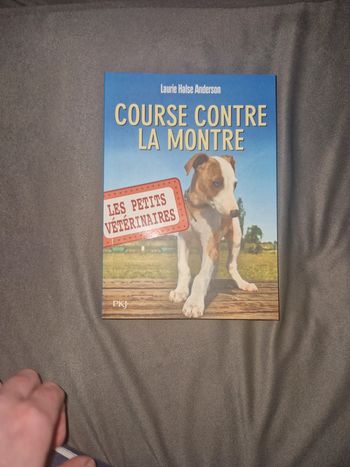 Laurie Halse Anderson
COURSE CONTRE
LA MONTRE
LES PETITS
VÉTÉRINAIRES
PKJ